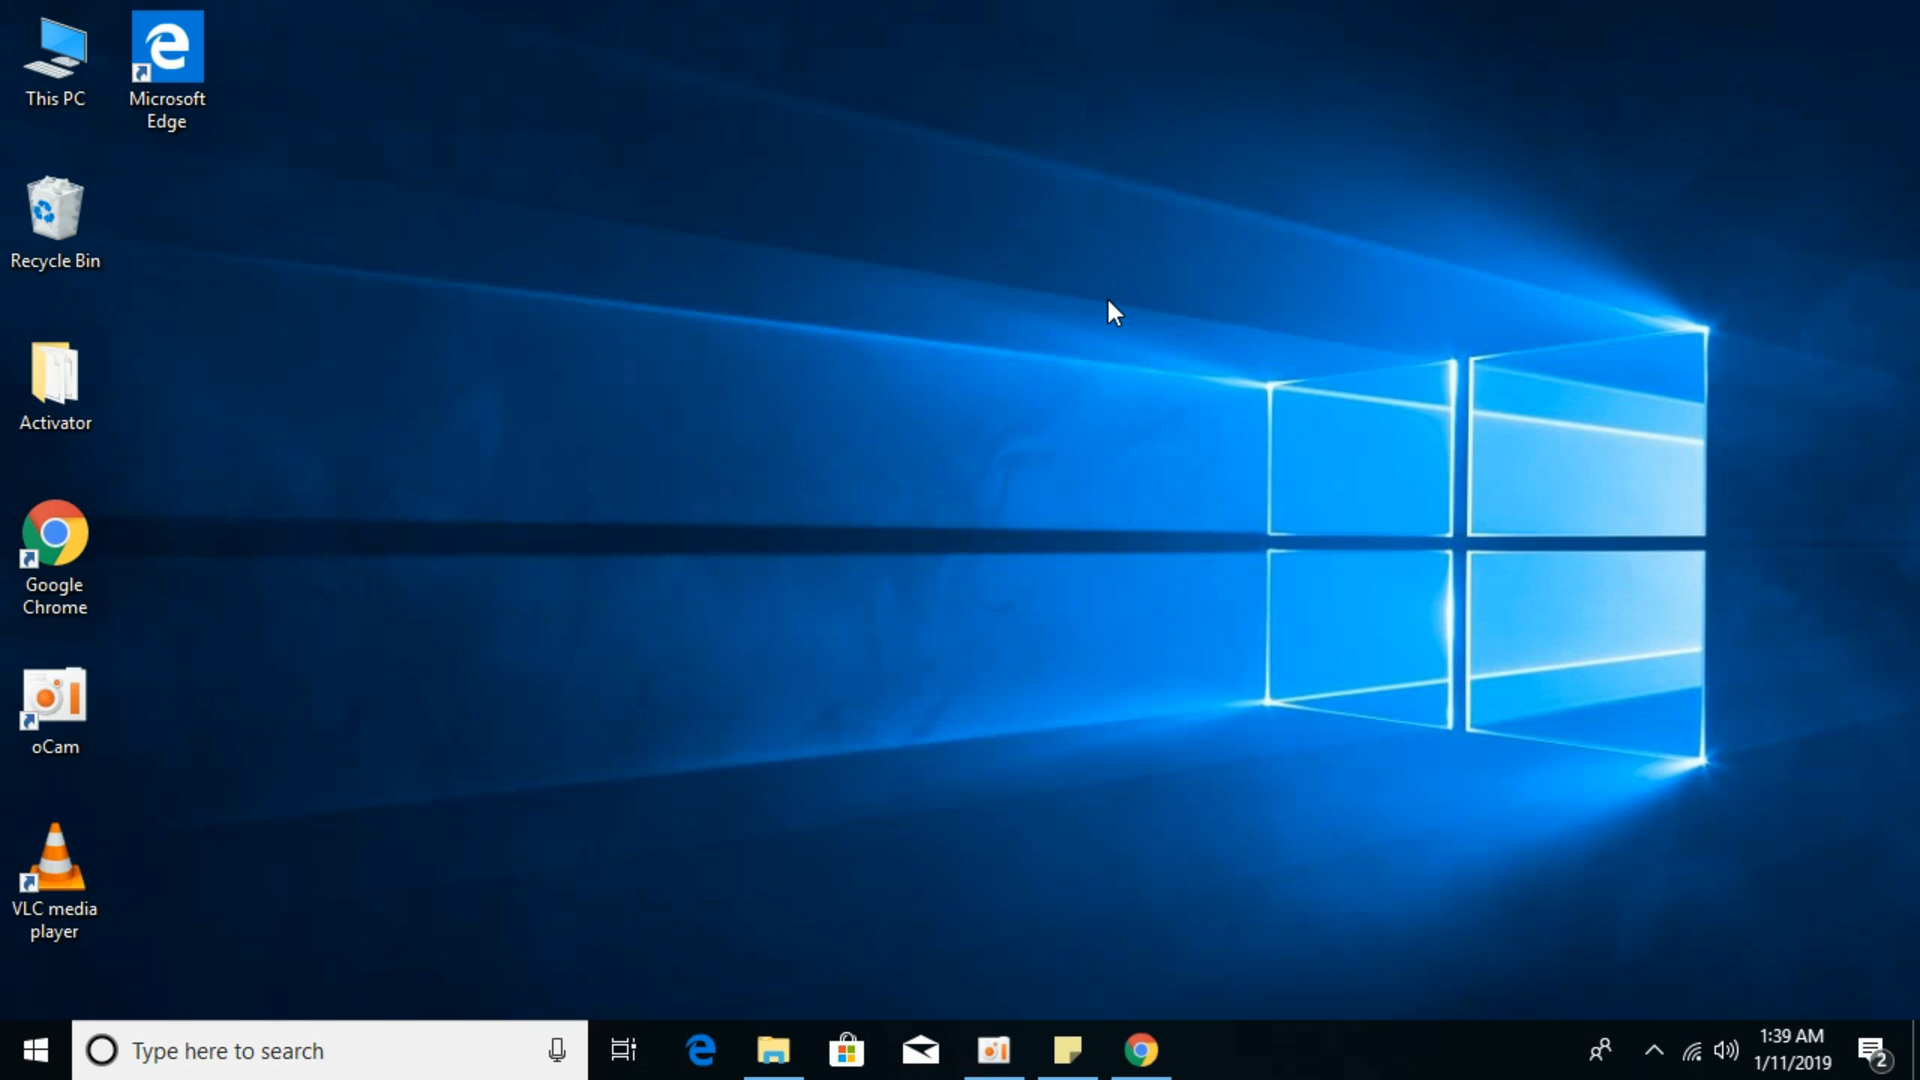 This PC
Microsoft
Edge
Recycle Bin
Activator
Google
Chrome
oCam
VLC media
player
Type here to search
1:39 AM
1/11/2019
2